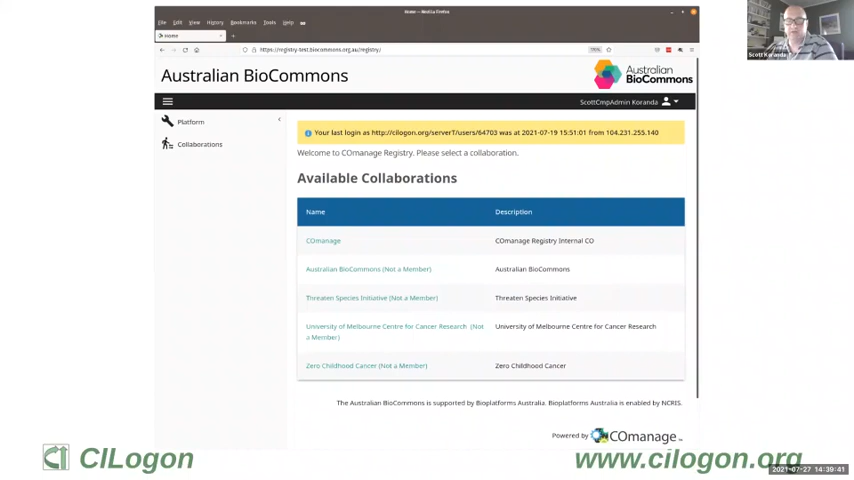 Home — Mozilla Firefox
File Edit View History Bookmarks Tools Help
Home
https://registry-test.biocommons.org.au/registry/
Scott Koranda
Australian BioCommons
Australian
BioCommons
ScottCmpAdmin Koranda
Platform
Collaborations
Your last login as http://cilogon.org/serverT/users/64703 was at 2021-07-19 15:51:01 from 104.231.255.140
Welcome to COmanage Registry. Please select a collaboration.
Available Collaborations
Name Description
COmanage COmanage Registry Internal CO
Australian BioCommons (Not a Member) Australian BioCommons
Threaten Species Initiative (Not a Member) Threaten Species Initiative
University of Melbourne Centre for Cancer Research (Not University of Melbourne Centre for Cancer Research
a Member)
Zero Childhood Cancer (Not a Member) Zero Childhood Cancer
The Australian BioCommons is supported by Bioplatforms Australia. Bioplatforms Australia is enabled by NCRIS.
Powered by COmanage
CILogon www.cilogon.org
2021-07-27 14:39:41